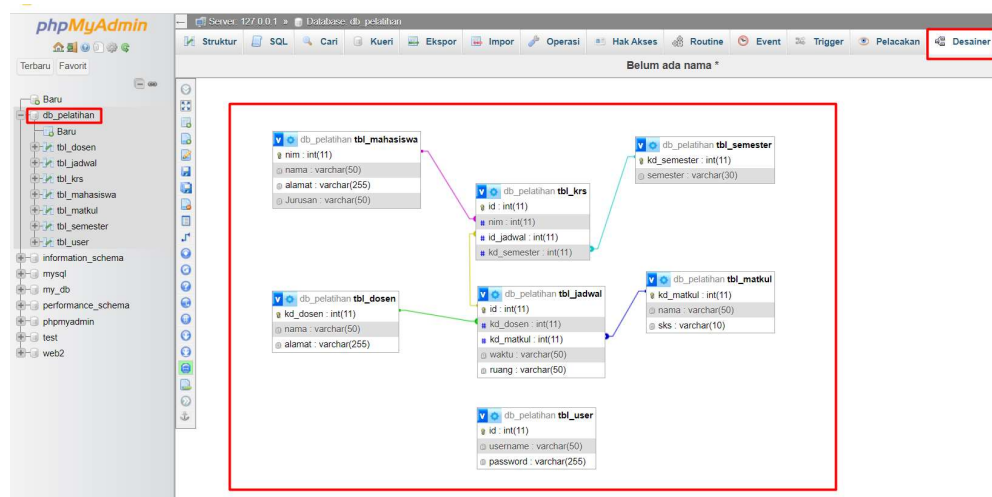 phpMyAdmin
Terbaru Favorit
Baru
db_pelatihan
Baru
tbl_dosen
tbl_jadwal
tbl_krs
tbl_mahasiswa
tbl_matkul
tbl_semester
tbl_user
information_schema
mysql
my_db
performance_schema
phpmyadmin
test
web2
Server: 127.0.0.1 » Database: db_pelatihan
Struktur SQL Cari Kueri Ekspor Impor Operasi Hak Akses Routine Event Trigger Pelacakan Desainer
Belum ada nama *
db_pelatihan tbl_mahasiswa
nim : int(11)
nama : varchar(50)
alamat : varchar(255)
Jurusan : varchar(50)
db_pelatihan tbl_semester
kd_semester : int(11)
semester : varchar(30)
db_pelatihan tbl_krs
id : int(11)
nim : int(11)
id_jadwal : int(11)
kd_semester : int(11)
db_pelatihan tbl_dosen
kd_dosen : int(11)
nama : varchar(50)
alamat : varchar(255)
db_pelatihan tbl_jadwal
id : int(11)
kd_dosen : int(11)
kd_matkul : int(11)
waktu : varchar(50)
ruang : varchar(50)
db_pelatihan tbl_matkul
kd_matkul : int(11)
nama : varchar(50)
sks : varchar(10)
db_pelatihan tbl_user
id : int(11)
username : varchar(50)
password : varchar(255)